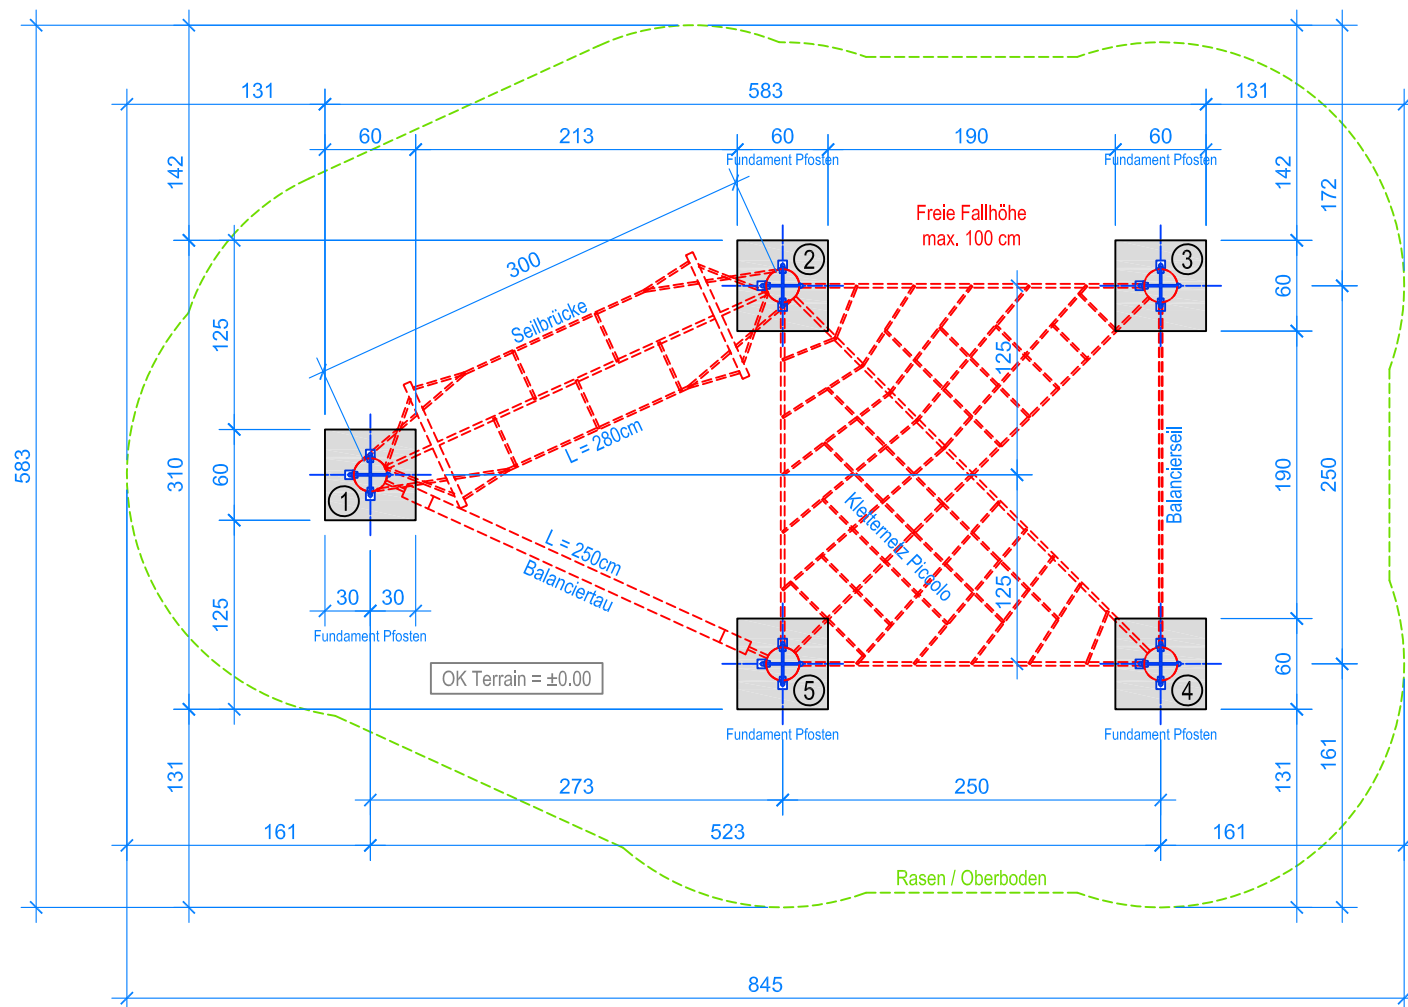 131
583
131
60
213
60
190
60
Fundament Pfosten
Fundament Pfosten
142
142
172
Freie Fallhöhe
max. 100 cm
2
3
300
60
Seilbrücke
125
125
L = 280cm
583
310
60
1
Kletternetz Piccolo
Balancierseil
190
250
L = 250cm
Balanciertau
125
30
30
125
Fundament Pfosten
OK Terrain = ±0.00
5
4
60
Fundament Pfosten
Fundament Pfosten
131
273
250
131
161
161
523
161
Rasen / Oberboden
845